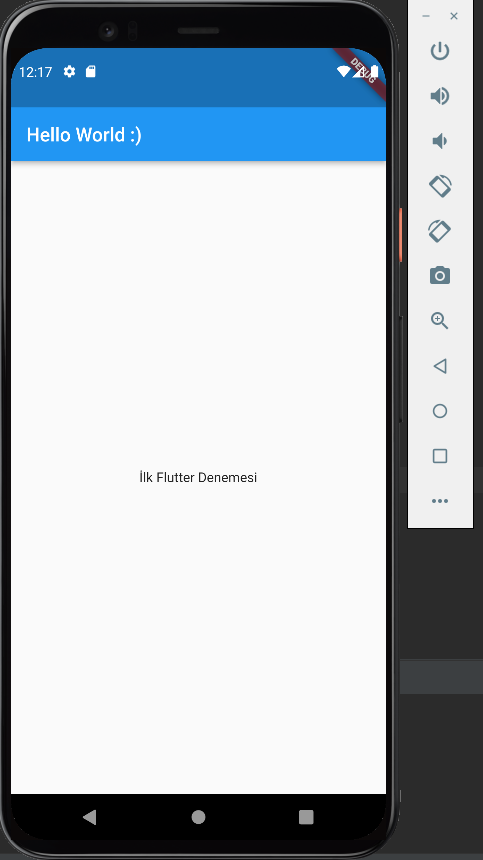 12:17
DEBUG
Hello World :)
İlk Flutter Denemesi